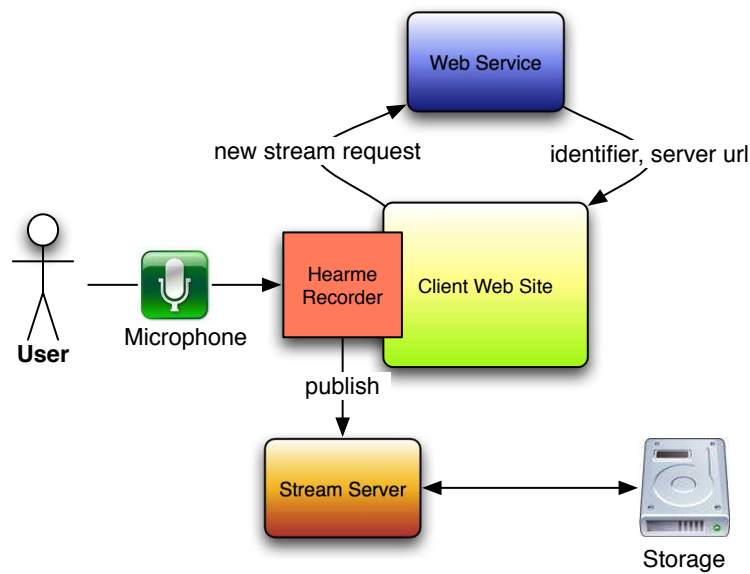 Web Service
new stream request
identifier, server url
Hearme
Recorder
Client Web Site
Microphone
User
publish
Stream Server
Storage